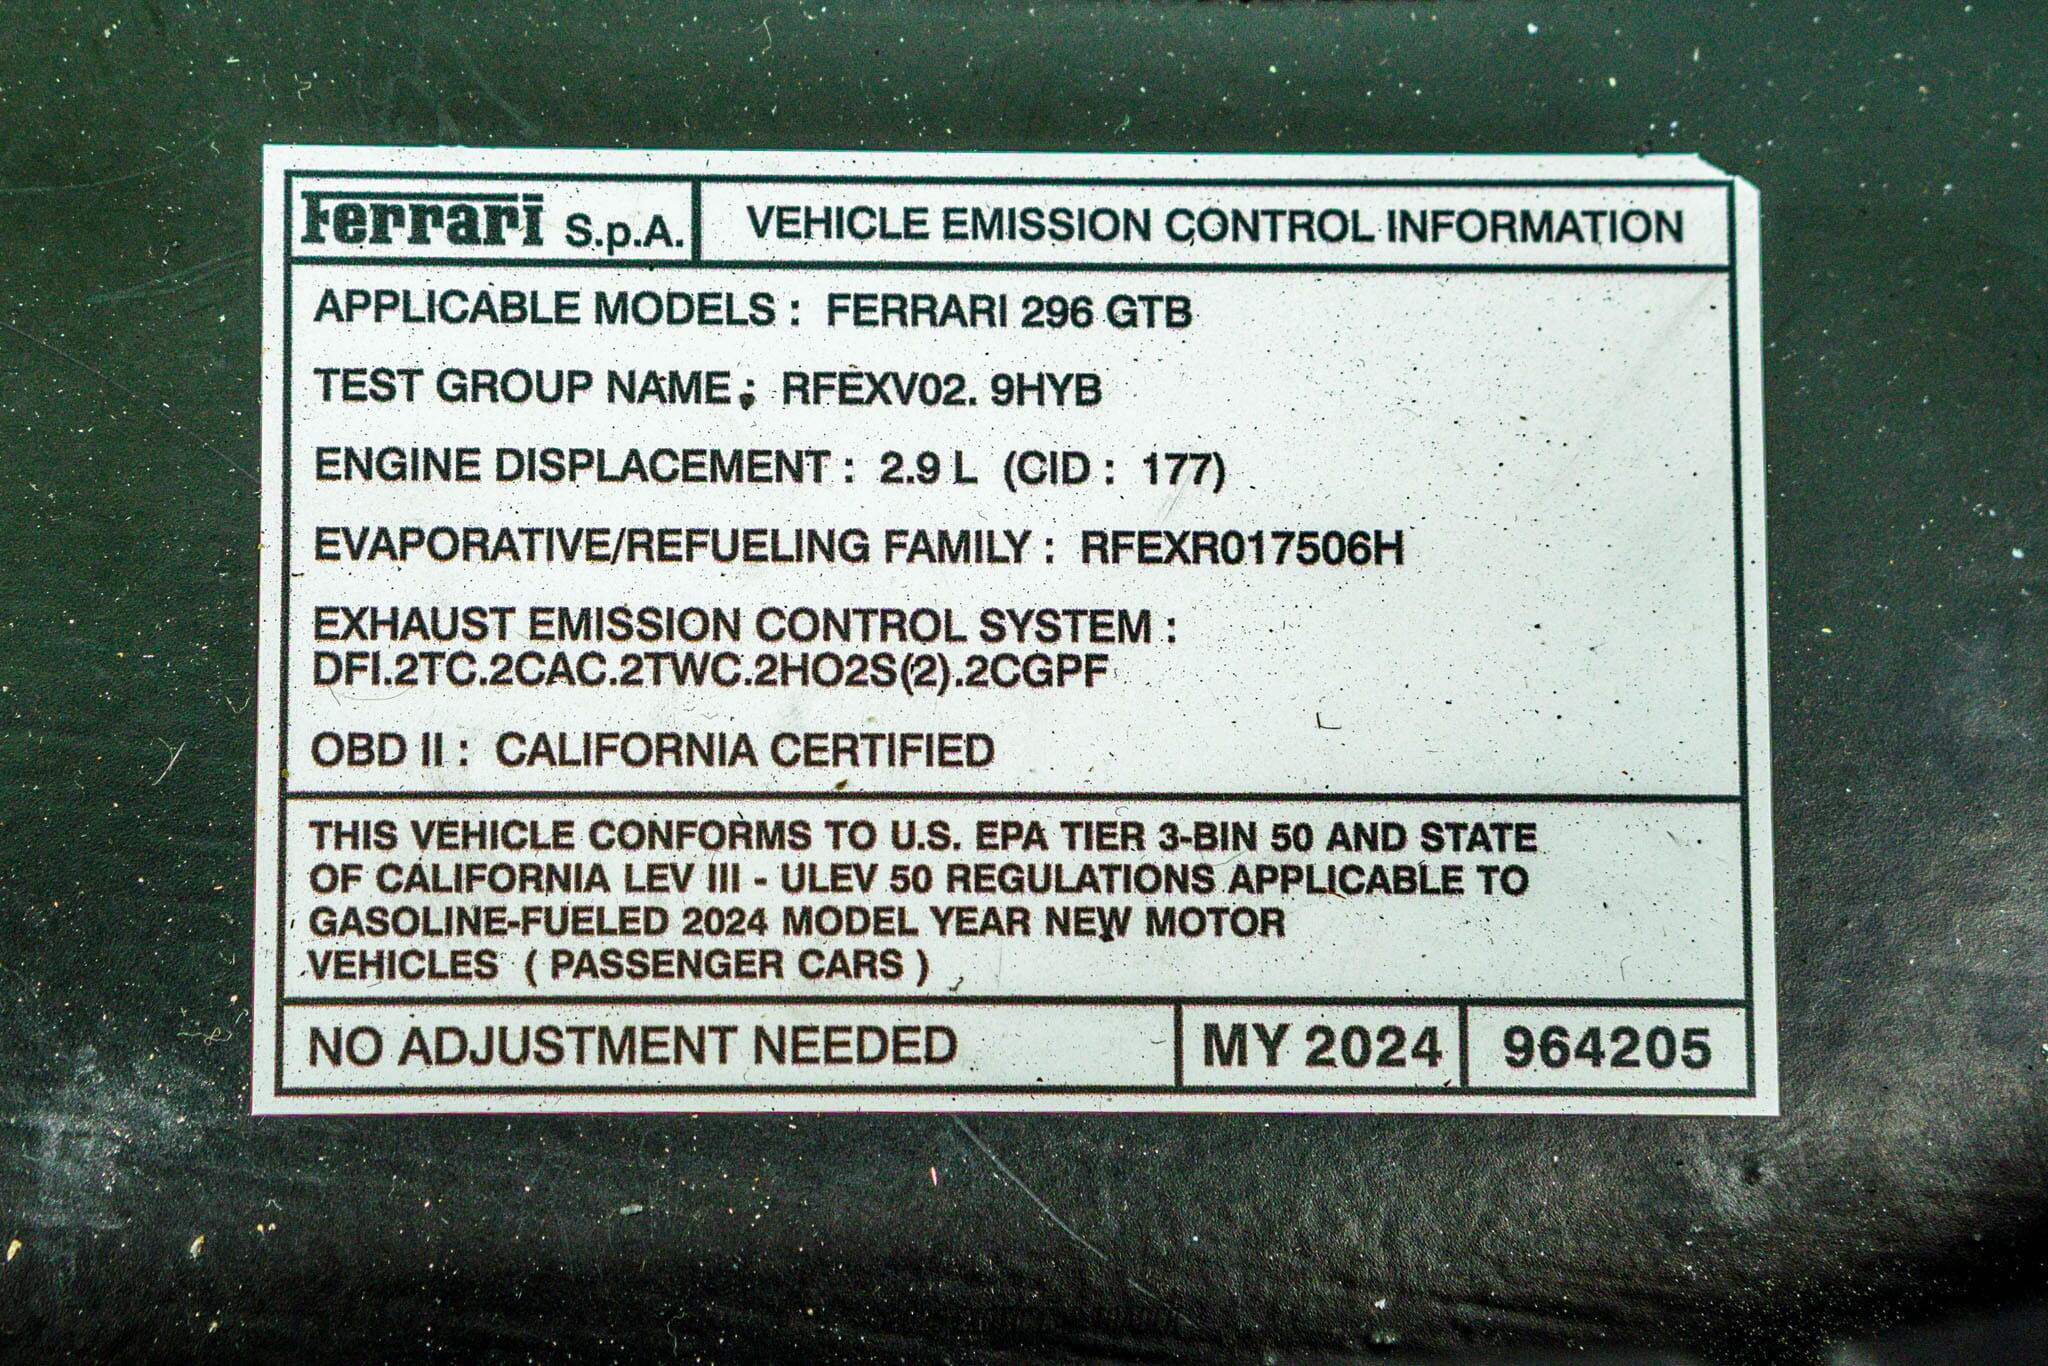 Ferrari S.p.A. VEHICLE EMISSION CONTROL INFORMATION
APPLICABLE MODELS : FERRARI 296 GTB
TEST GROUP NAME : RFEXV02. 9HYB
ENGINE DISPLACEMENT : 2.9 L (CID : 177)
EVAPORATIVE/REFUELING FAMILY : RFEXR017506H
EXHAUST EMISSION CONTROL SYSTEM :
DFI.2TC.2CAC.2TWC.2HO2S(2).2CGPF
OBD II : CALIFORNIA CERTIFIED
THIS VEHICLE CONFORMS TO U.S. EPA TIER 3-BIN 50 AND STATE
OF CALIFORNIA LEV III - ULEV 50 REGULATIONS APPLICABLE TO
GASOLINE-FUELED 2024 MODEL YEAR NEW MOTOR
VEHICLES ( PASSENGER CARS )
NO ADJUSTMENT NEEDED MY 2024 964205